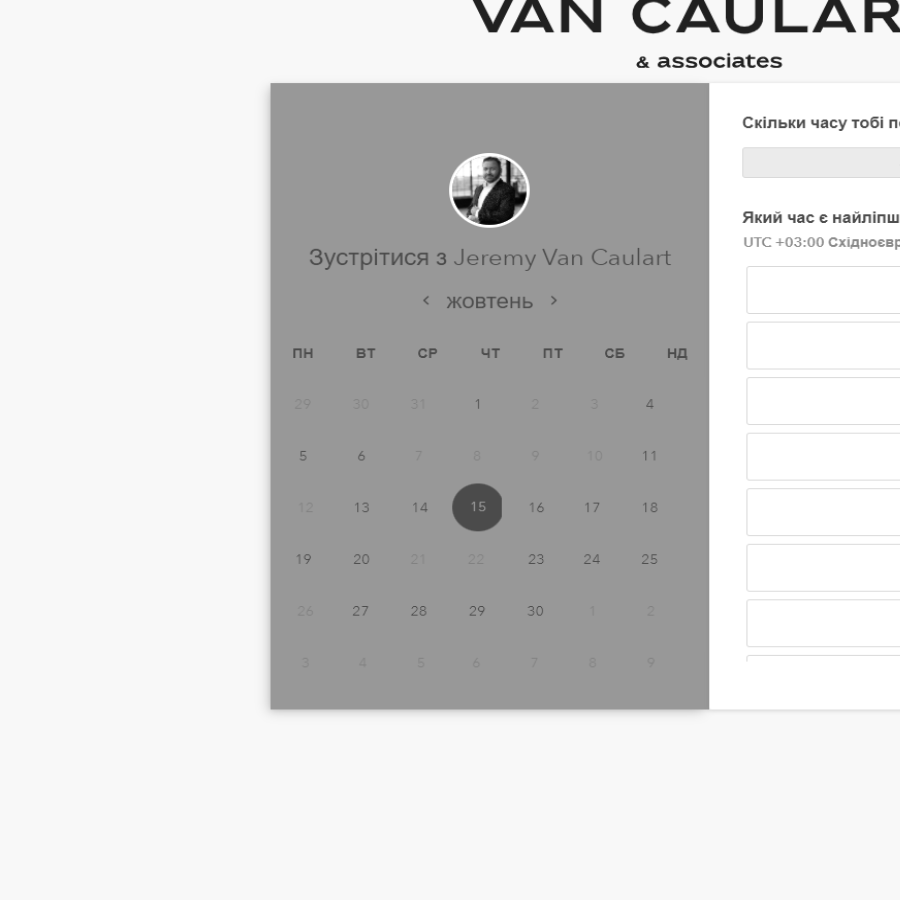 VAN CAULAR
& associates
Зустрітися з Jeremy Van Caulart
жовтень
ПН ВТ СР ЧТ ПТ СБ НД
29 30 31 1 2 3 4
5 6 7 8 9 10 11
12 13 14 15 16 17 18
19 20 21 22 23 24 25
26 27 28 29 30 1 2
3 4 5 6 7 8 9
Скільки часу тобі п
Який час є найліпш
UTC +03:00 Східноєвр